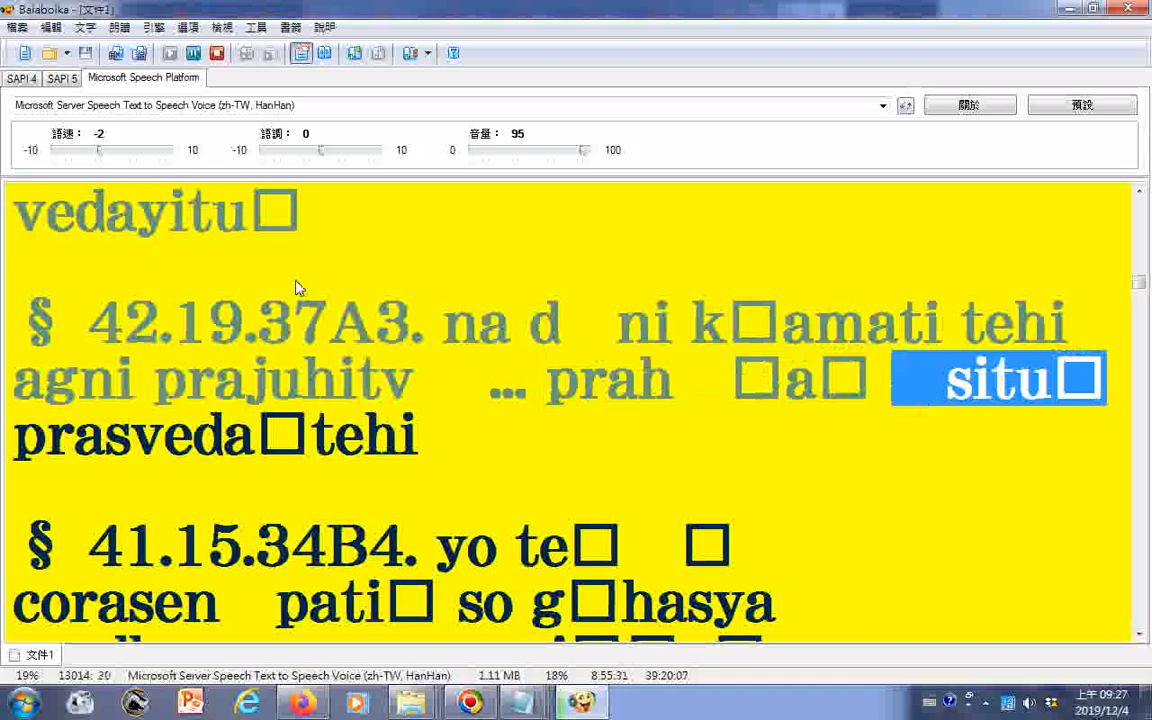 Balabolka - [文件1]
檔案 編輯 文字 朗讀 引擎 選項 檢視 工具 書籤 說明
SAPI 4 SAPI 5 Microsoft Speech Platform
Microsoft Server Speech Text to Speech Voice (zh-TW, HanHan) 關於 預設
語速： -2 語調： 0 音量： 95
-10 10 -10 10 0 100
vedayitu□
§ 42.19.37A3. na d ni k□amati tehi
agni prajuhitv ... prah □a□ situ□
prasveda□tehi
§ 41.15.34B4. yo te□ □
corasen pati□ so g□hasya
文件1
19% 13014: 20 Microsoft Server Speech Text to Speech Voice (zh-TW, HanHan) 1.11 MB 18% 8:55:31 39:20:07
上午 09:27
2019/12/4